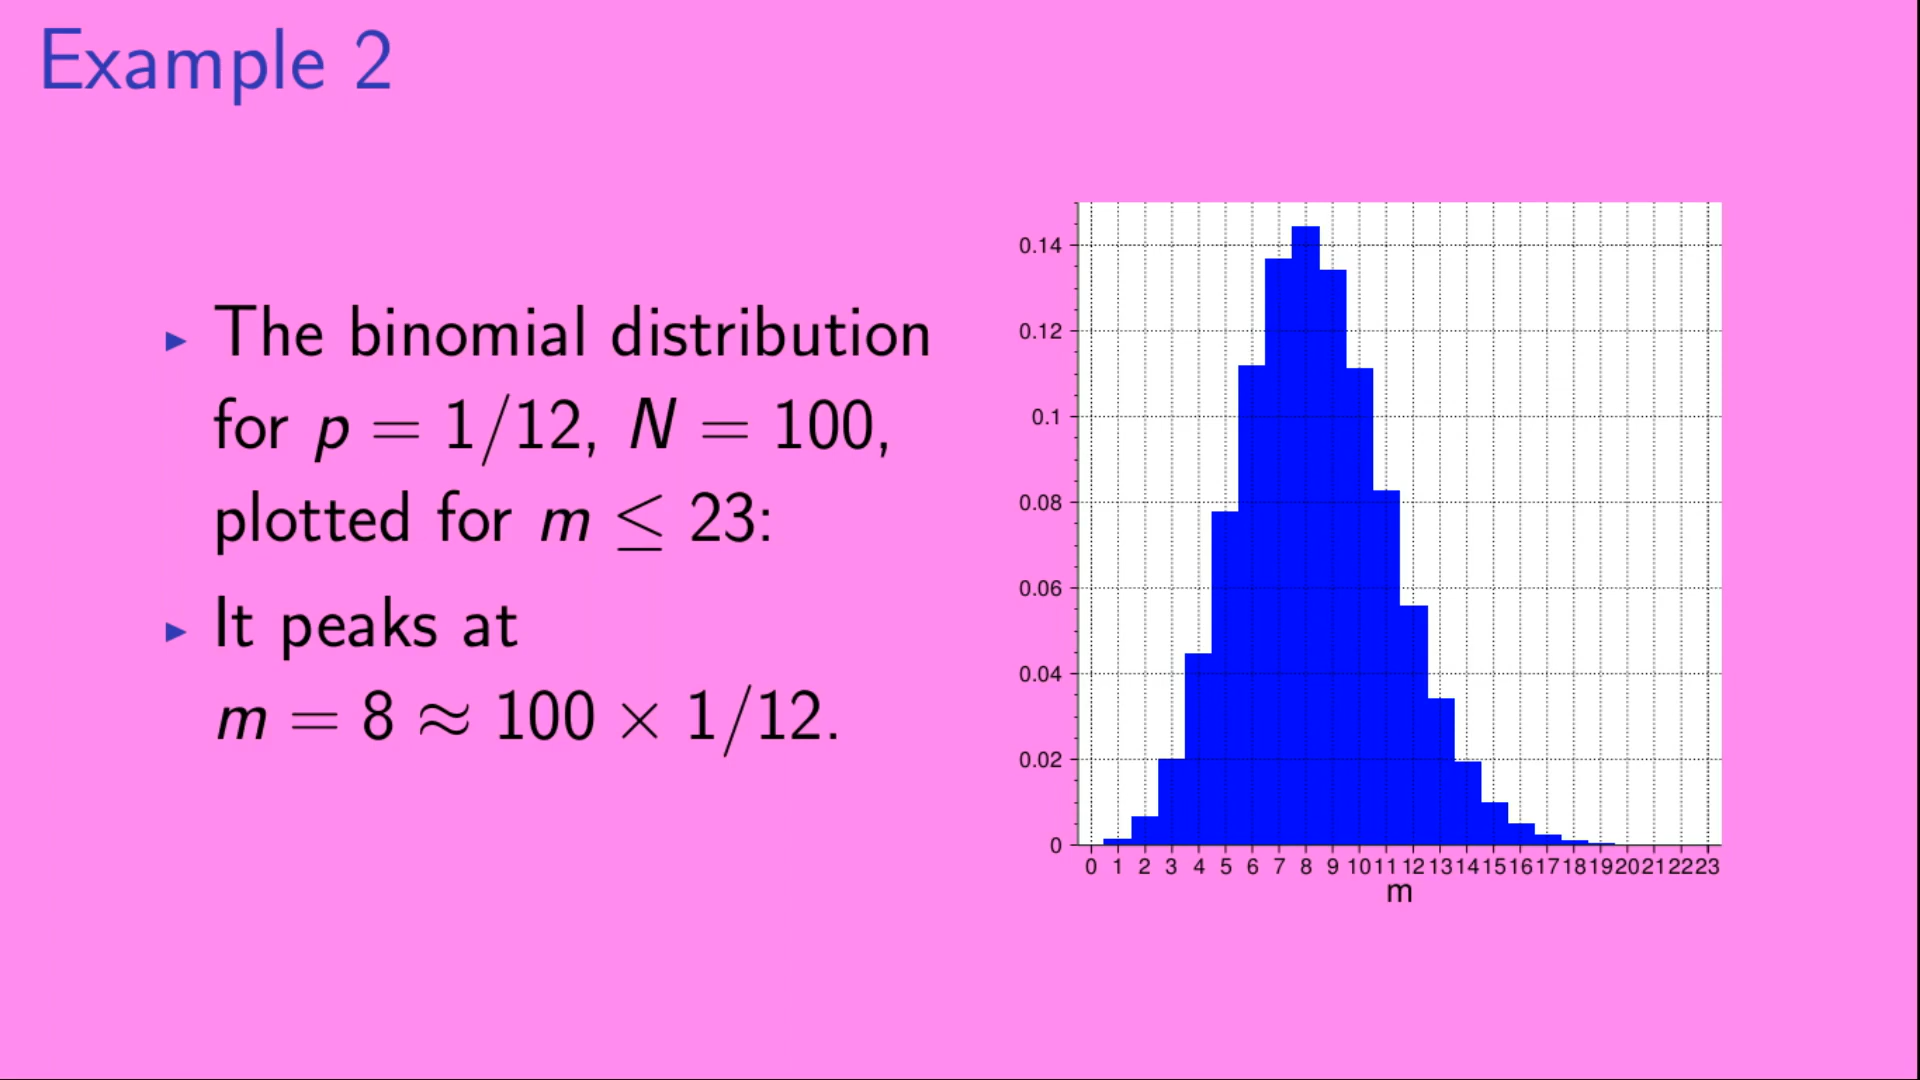 Example 2
▶ The binomial distribution
for p = 1/12, N = 100,
plotted for m ≤ 23:
▶ It peaks at
m = 8 ≈ 100 × 1/12.
0.14
0.12
0.1
0.08
0.06
0.04
0.02
0
0 1 2 3 4 5 6 7 8 9 10 11 12 13 14 15 16 17 18 19 20 21 22 23
m